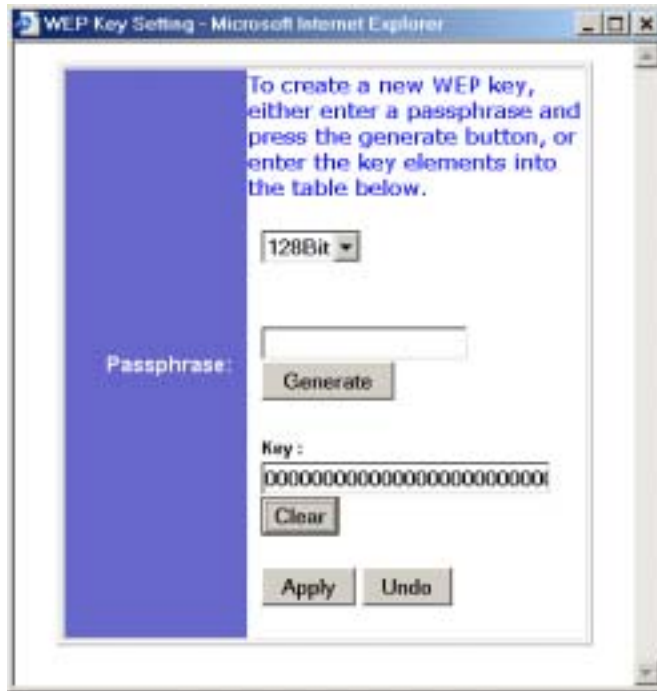 WEP Key Setting - Microsoft Internet Explorer
To create a new WEP key,
either enter a passphrase and
press the generate button, or
enter the key elements into
the table below.
128Bit
Passphrase:
Generate
Key :
00000000000000000000000000
Clear
Apply Undo